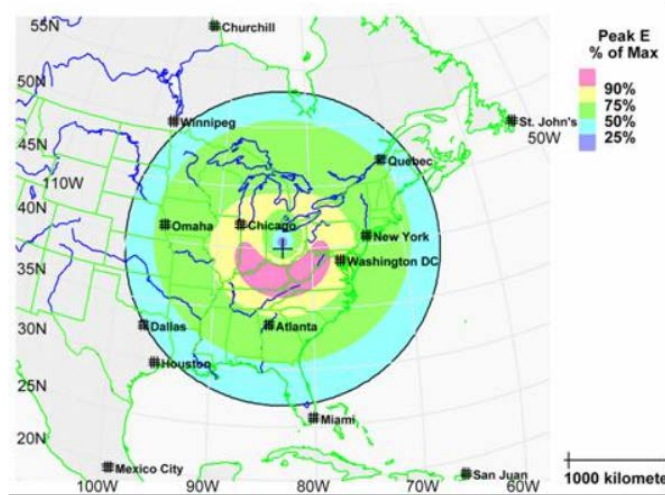 55N
Churchill
Peak E
% of Max
90%
75%
50%
25%
50N
Winnipeg
St. John's
50W
45N
Quebec
110W
40N
Omaha
Chicago
New York
Washington DC
35N
30N
Dallas
Atlanta
Houston
25N
Miami
20N
Mexico City
San Juan
100W
90W
80W
70W
60W
1000 kilomete